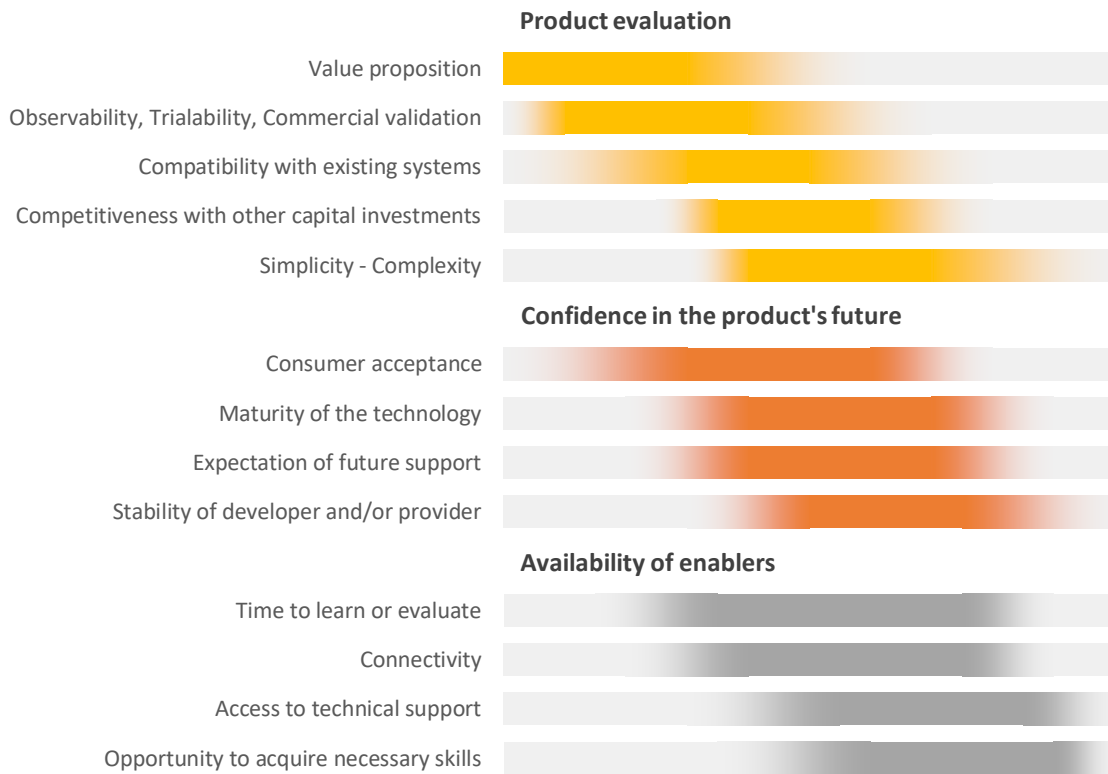 Product evaluation
Value proposition
Observability, Trialability, Commercial validation
Compatibility with existing systems
Competitiveness with other capital investments
Simplicity - Complexity
Confidence in the product's future
Consumer acceptance
Maturity of the technology
Expectation of future support
Stability of developer and/or provider
Availability of enablers
Time to learn or evaluate
Connectivity
Access to technical support
Opportunity to acquire necessary skills